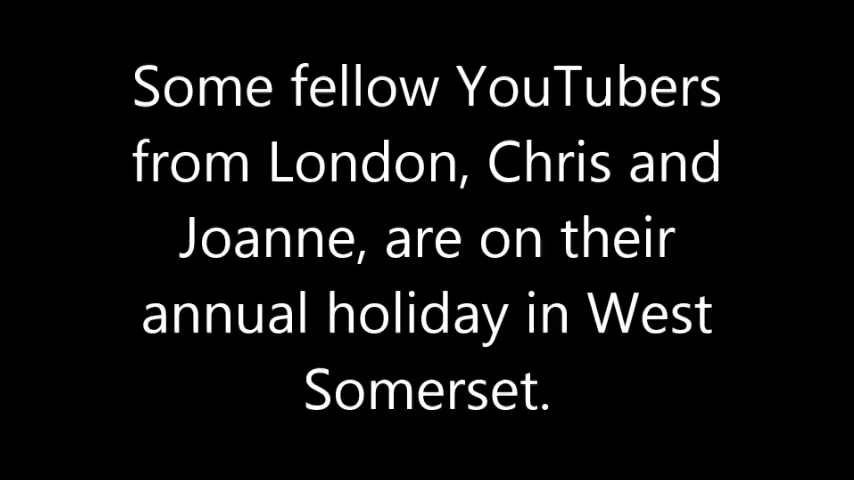 Some fellow YouTubers
from London, Chris and
Joanne, are on their
annual holiday in West
Somerset.